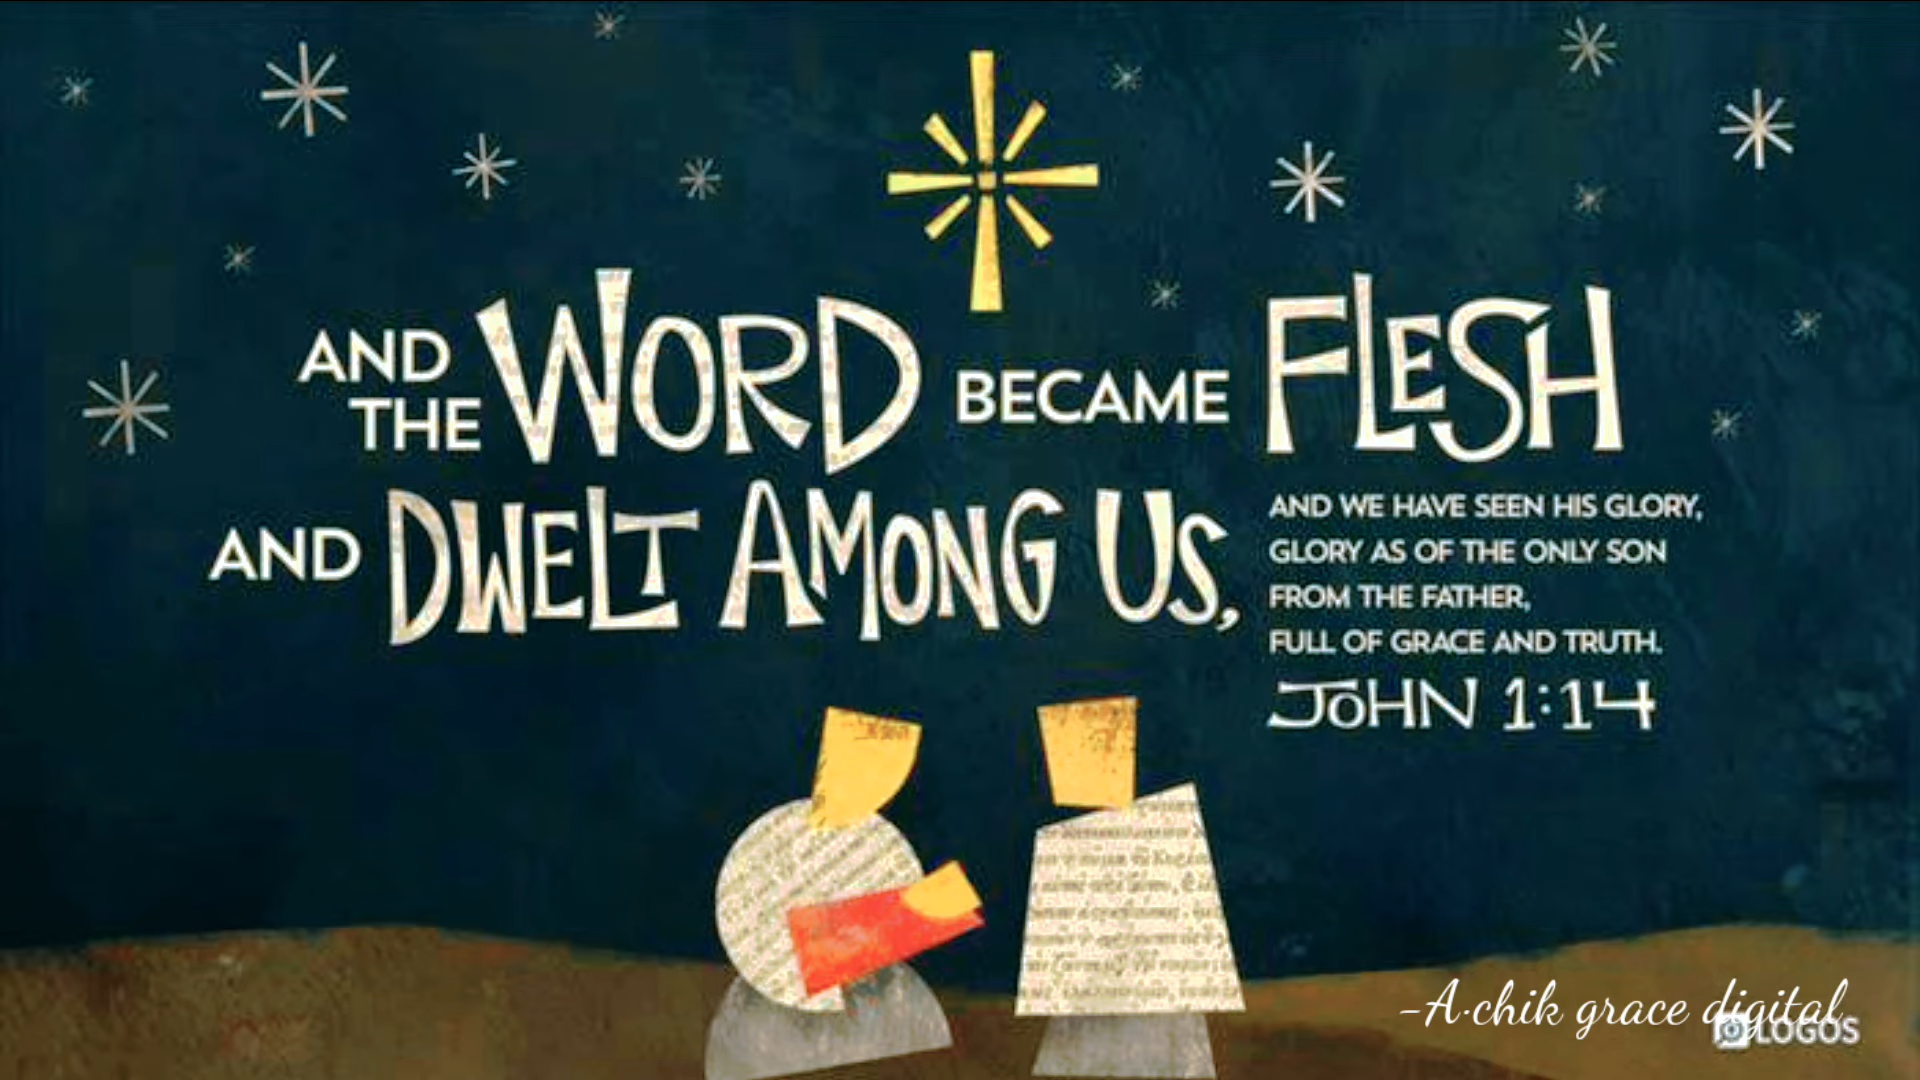 AND
THE WORD BECAME FLESH
AND DWELT AMONG US,
AND WE HAVE SEEN HIS GLORY,
GLORY AS OF THE ONLY SON
FROM THE FATHER,
FULL OF GRACE AND TRUTH.
JOHN 1:14
-A·chik grace digital
LOGOS